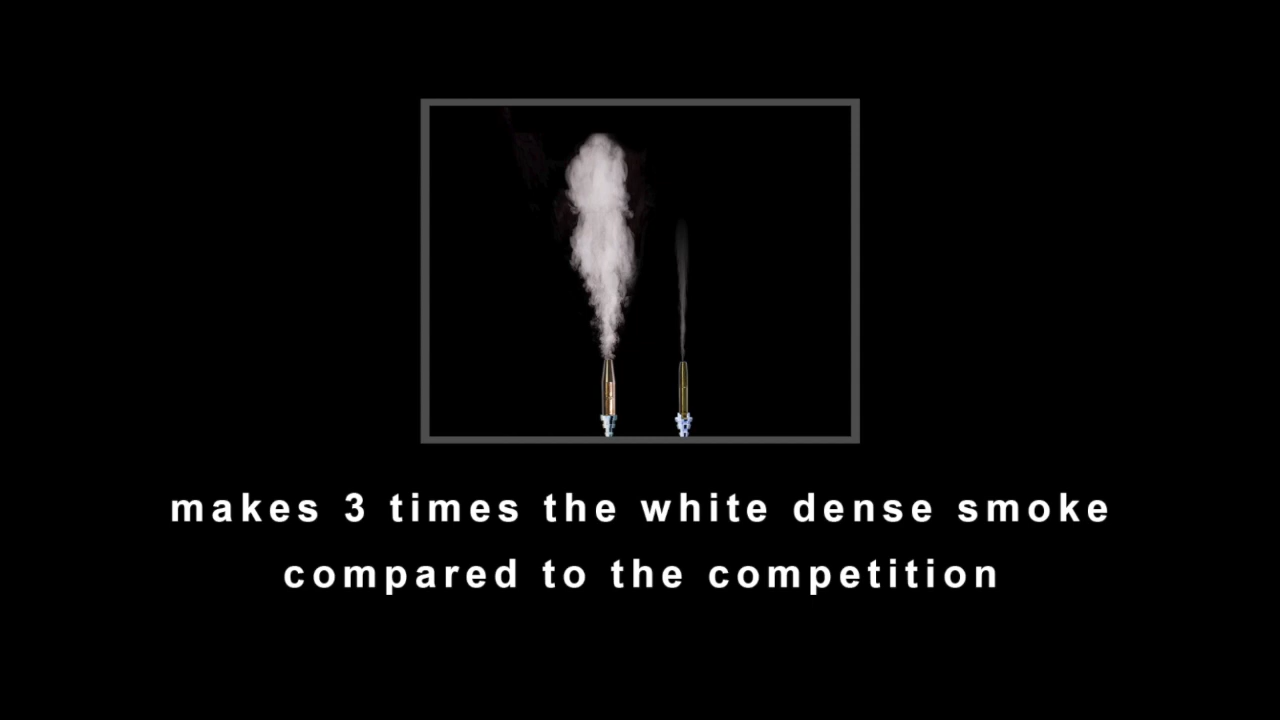 makes 3 times the white dense smoke
compared to the competition